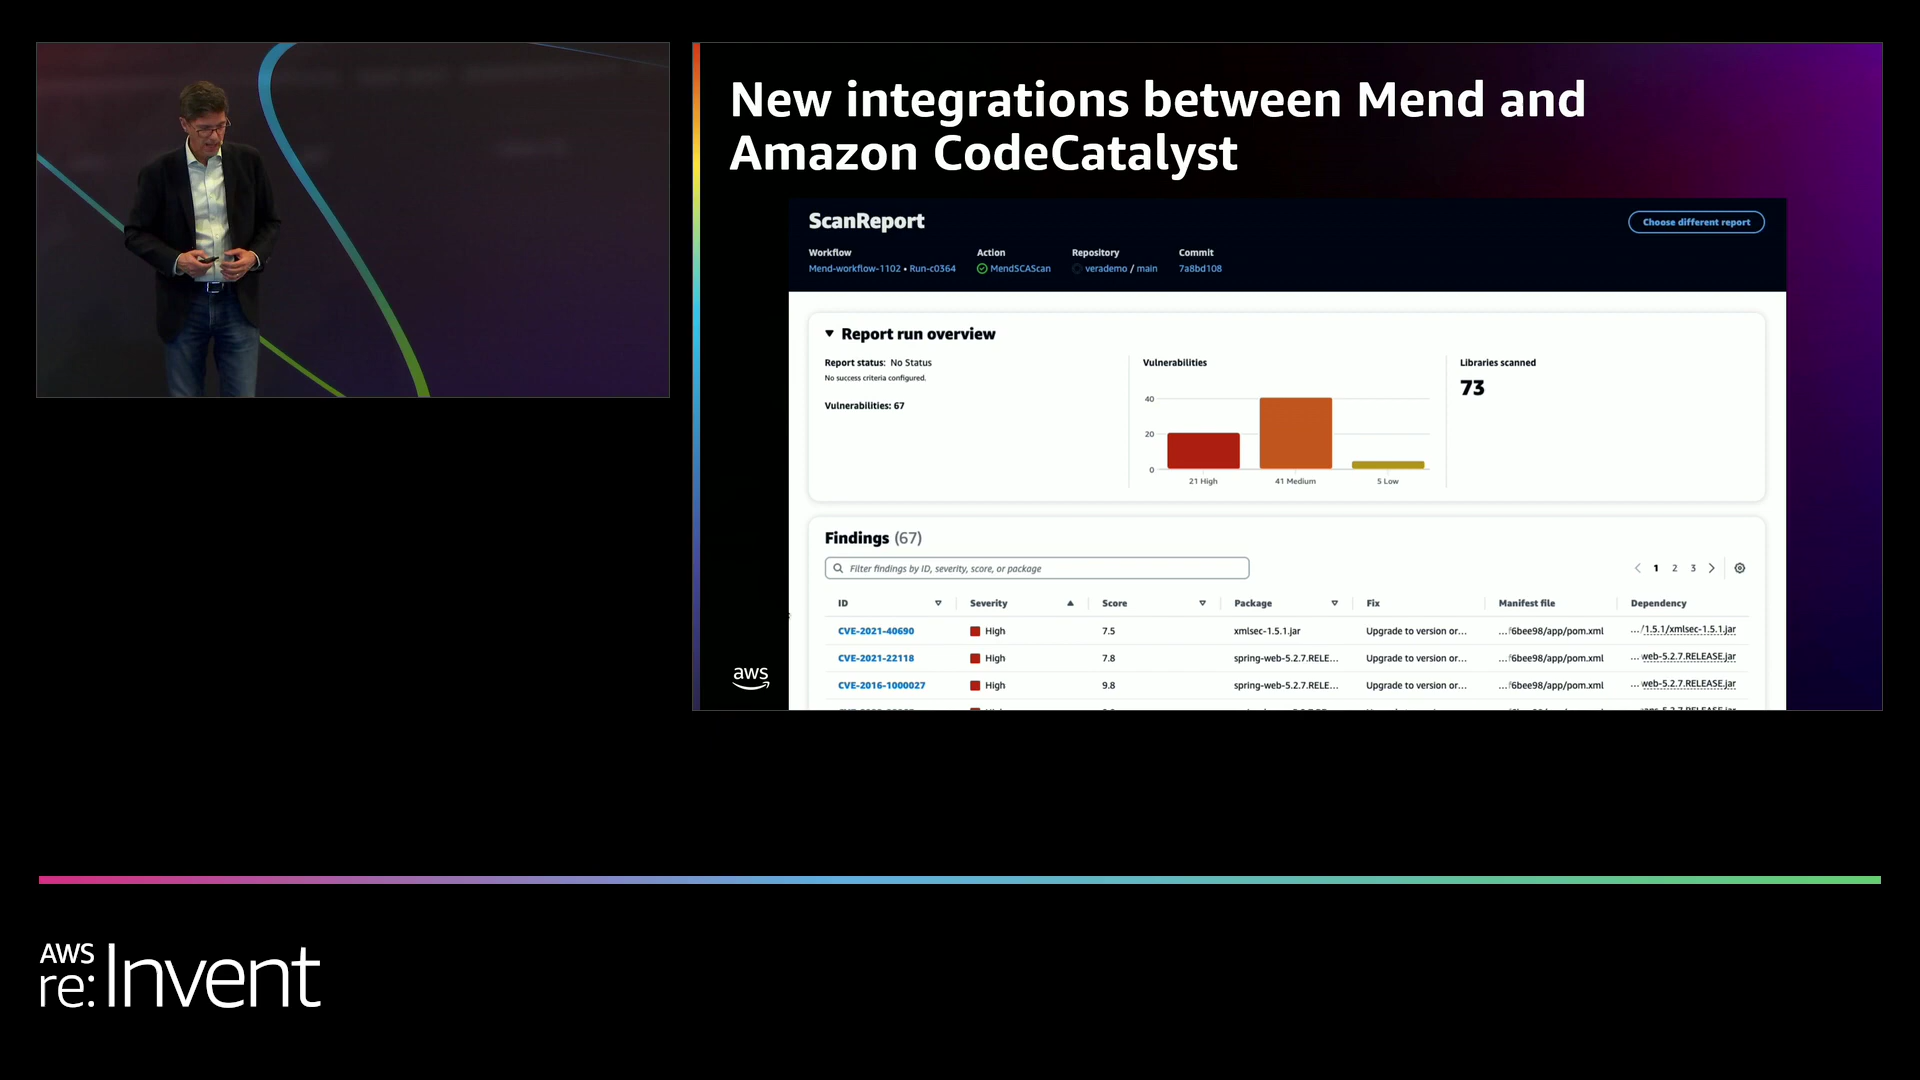 New integrations between Mend and
Amazon CodeCatalyst
ScanReport
Choose different report
Workflow Action Repository Commit
Mend-workflow-1102 • Run-c0364 MendSCAScan verademo / main 7a8bd108
Report run overview
Report status: No Status
No success criteria configured.
Vulnerabilities: 67
Vulnerabilities
40
20
0
21 High 41 Medium 5 Low
Libraries scanned
73
Findings (67)
Filter findings by ID, severity, score, or package
1 2 3
ID Severity Score Package Fix Manifest file Dependency
CVE-2021-40690 High 7.5 xmlsec-1.5.1.jar Upgrade to version or... ...f6bee98/app/pom.xml .../1.5.1/xmlsec-1.5.1.jar
CVE-2021-22118 High 7.8 spring-web-5.2.7.RELE... Upgrade to version or... ...f6bee98/app/pom.xml ...web-5.2.7.RELEASE.jar
CVE-2016-1000027 High 9.8 spring-web-5.2.7.RELE... Upgrade to version or... ...f6bee98/app/pom.xml ...web-5.2.7.RELEASE.jar
aws
AWS
re:Invent